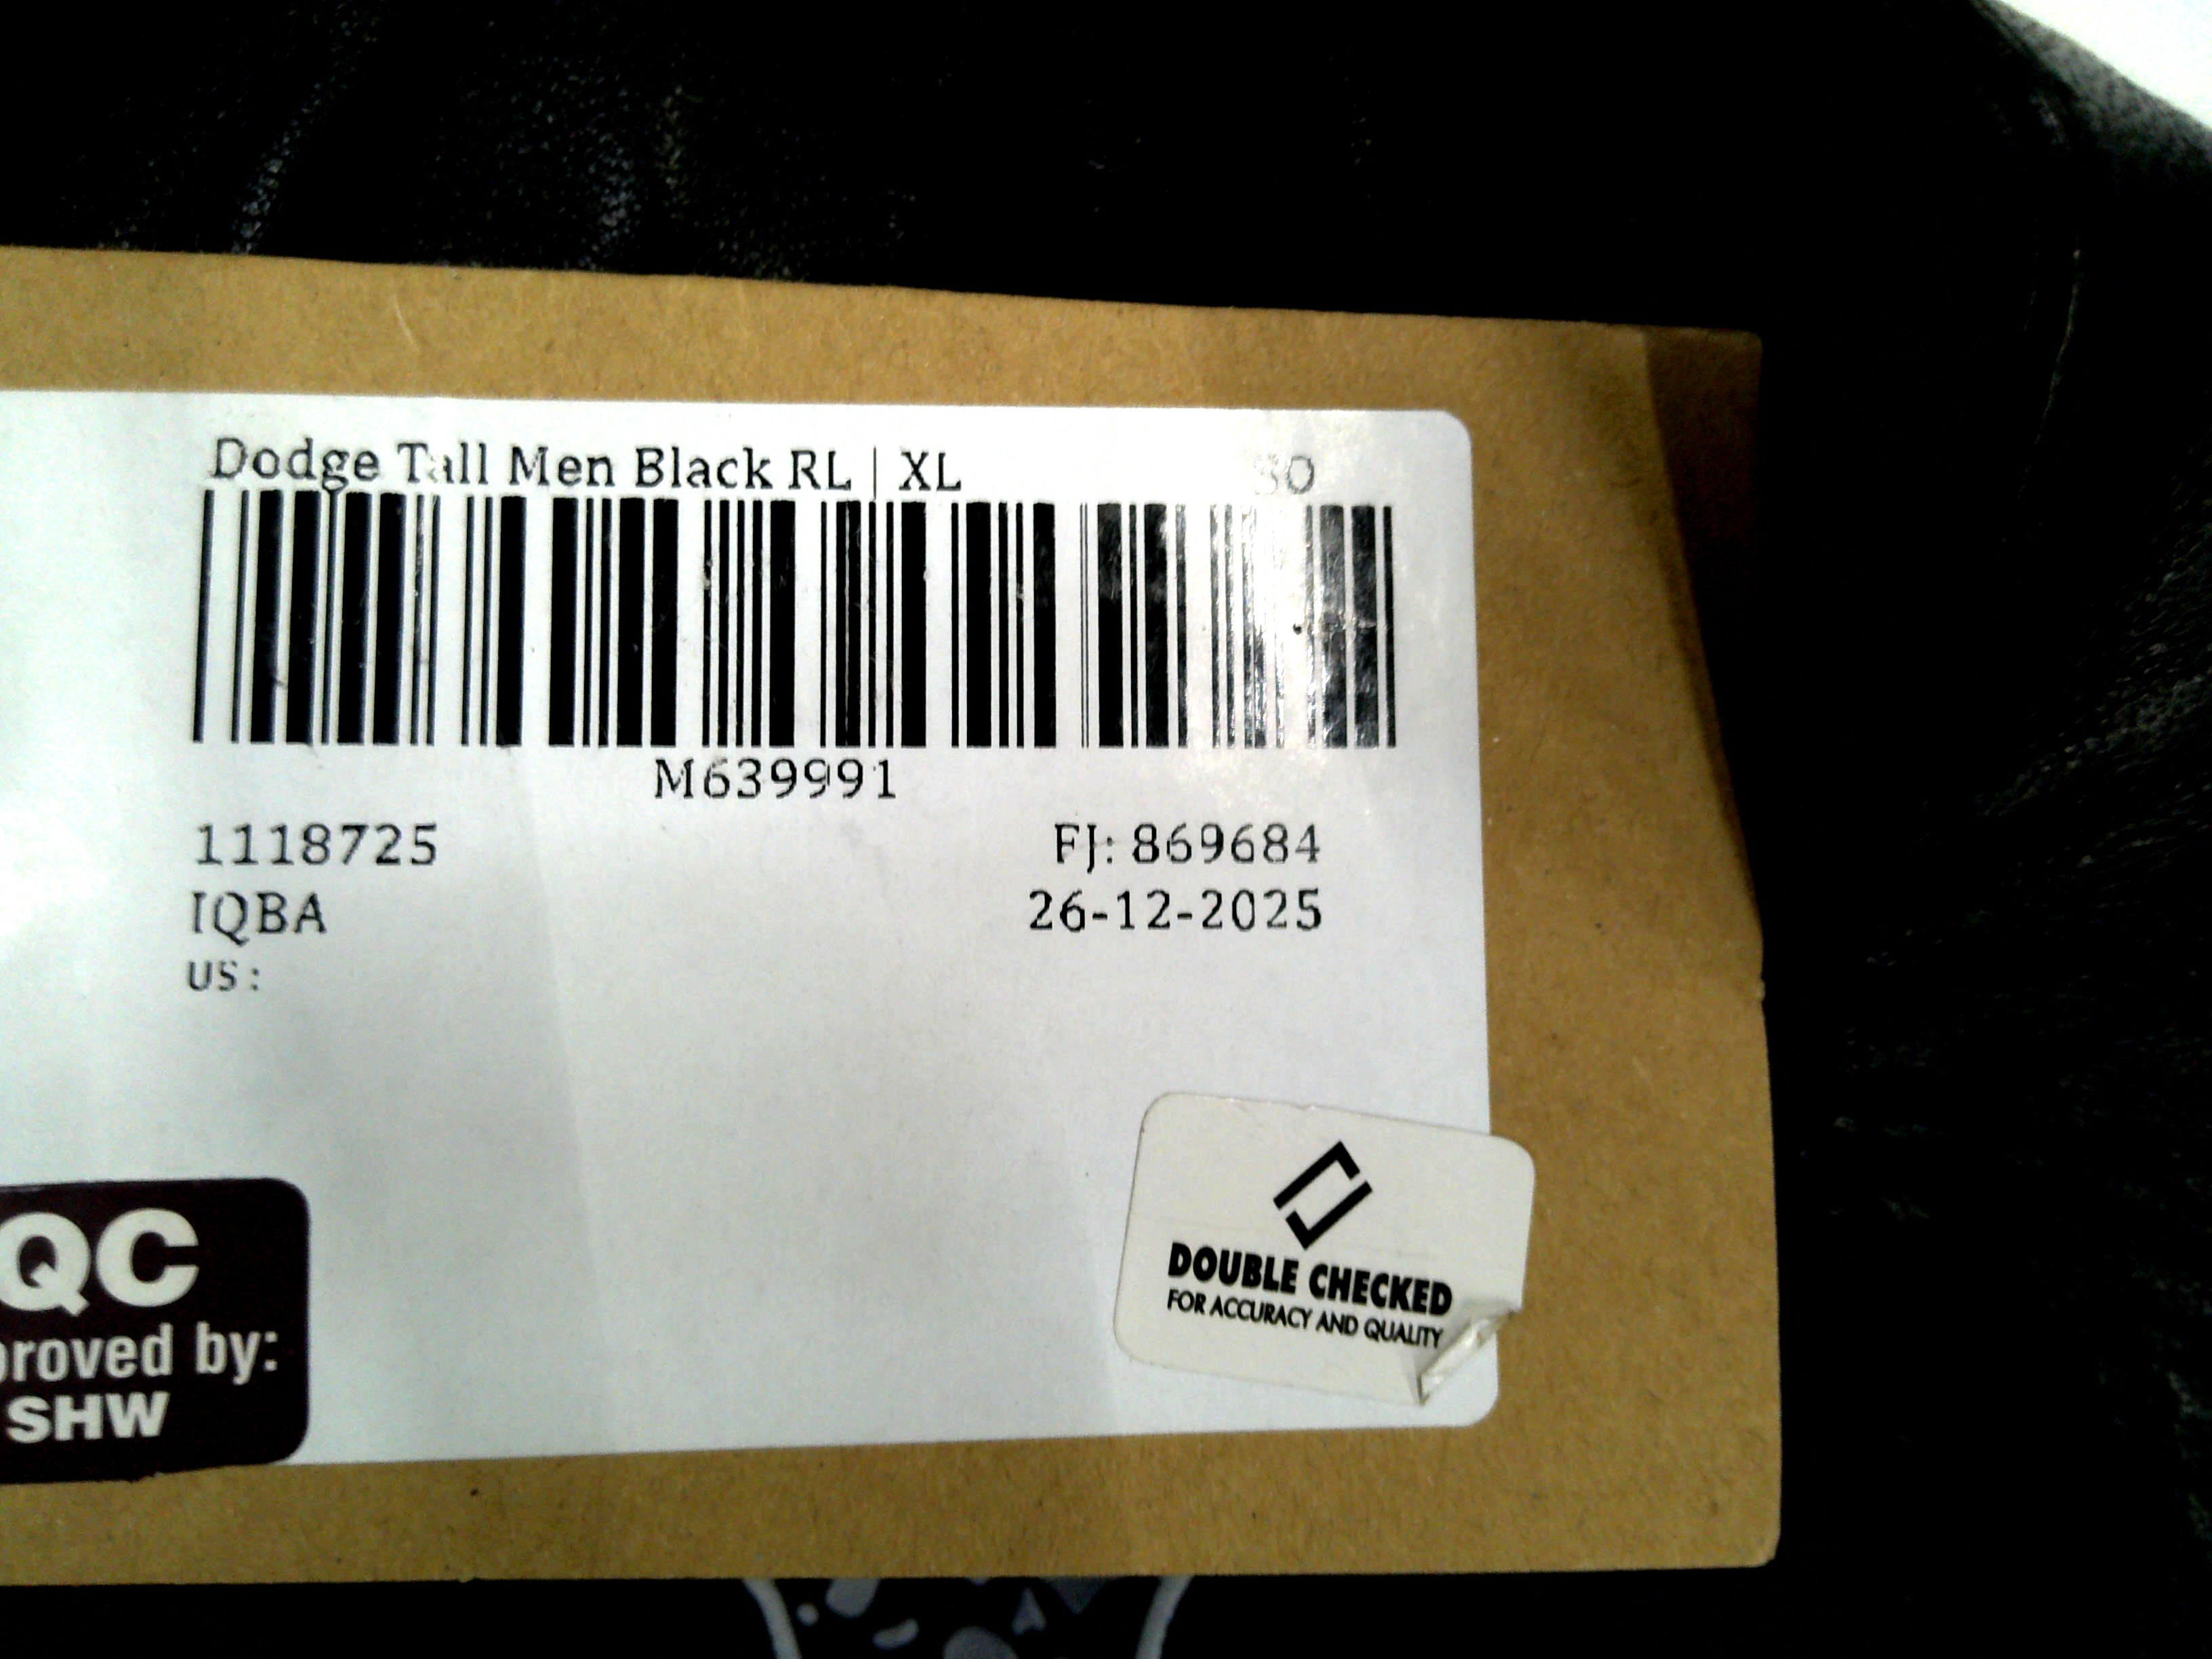 Dodge Tall Men Black RL | XL SO
M639991
1118725 FJ: 869684
IQBA 26-12-2025
US:
DOUBLE CHECKED
FOR ACCURACY AND QUALITY
QC
proved by:
SHW